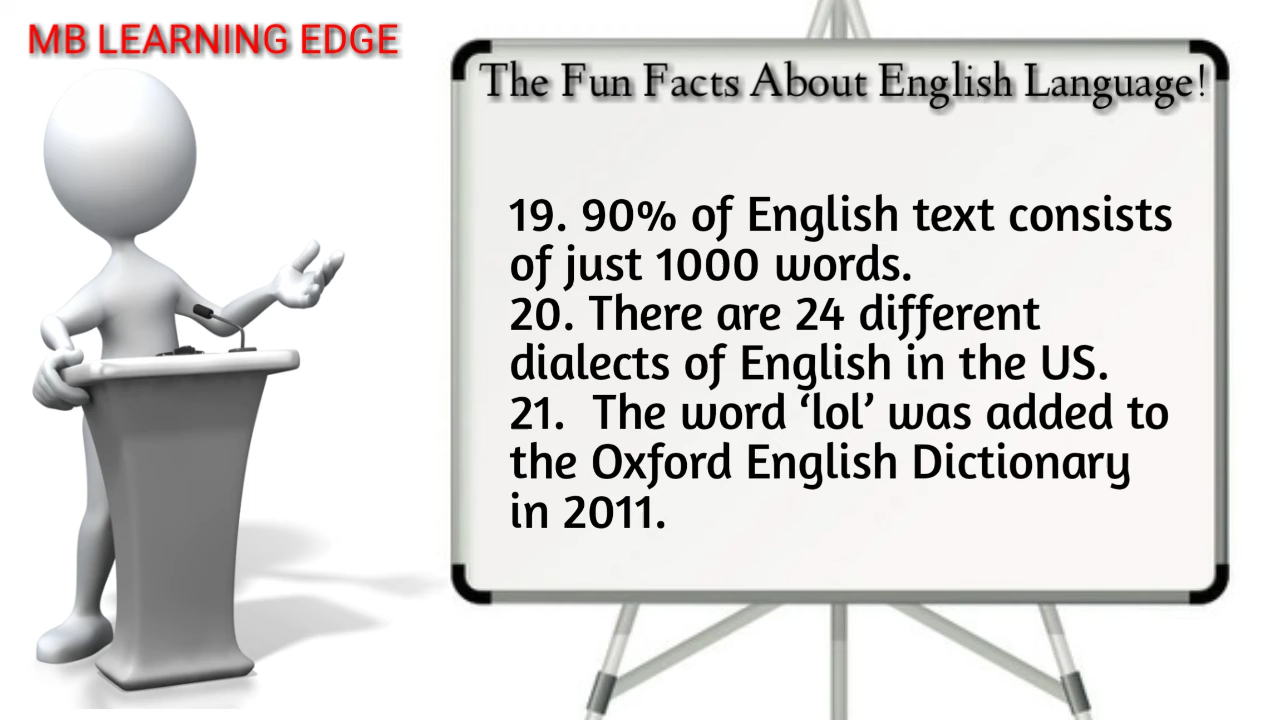 MB LEARNING EDGE
The Fun Facts About English Language!
19. 90% of English text consists
of just 1000 words.
20. There are 24 different
dialects of English in the US.
21.  The word ‘lol’ was added to
the Oxford English Dictionary
in 2011.